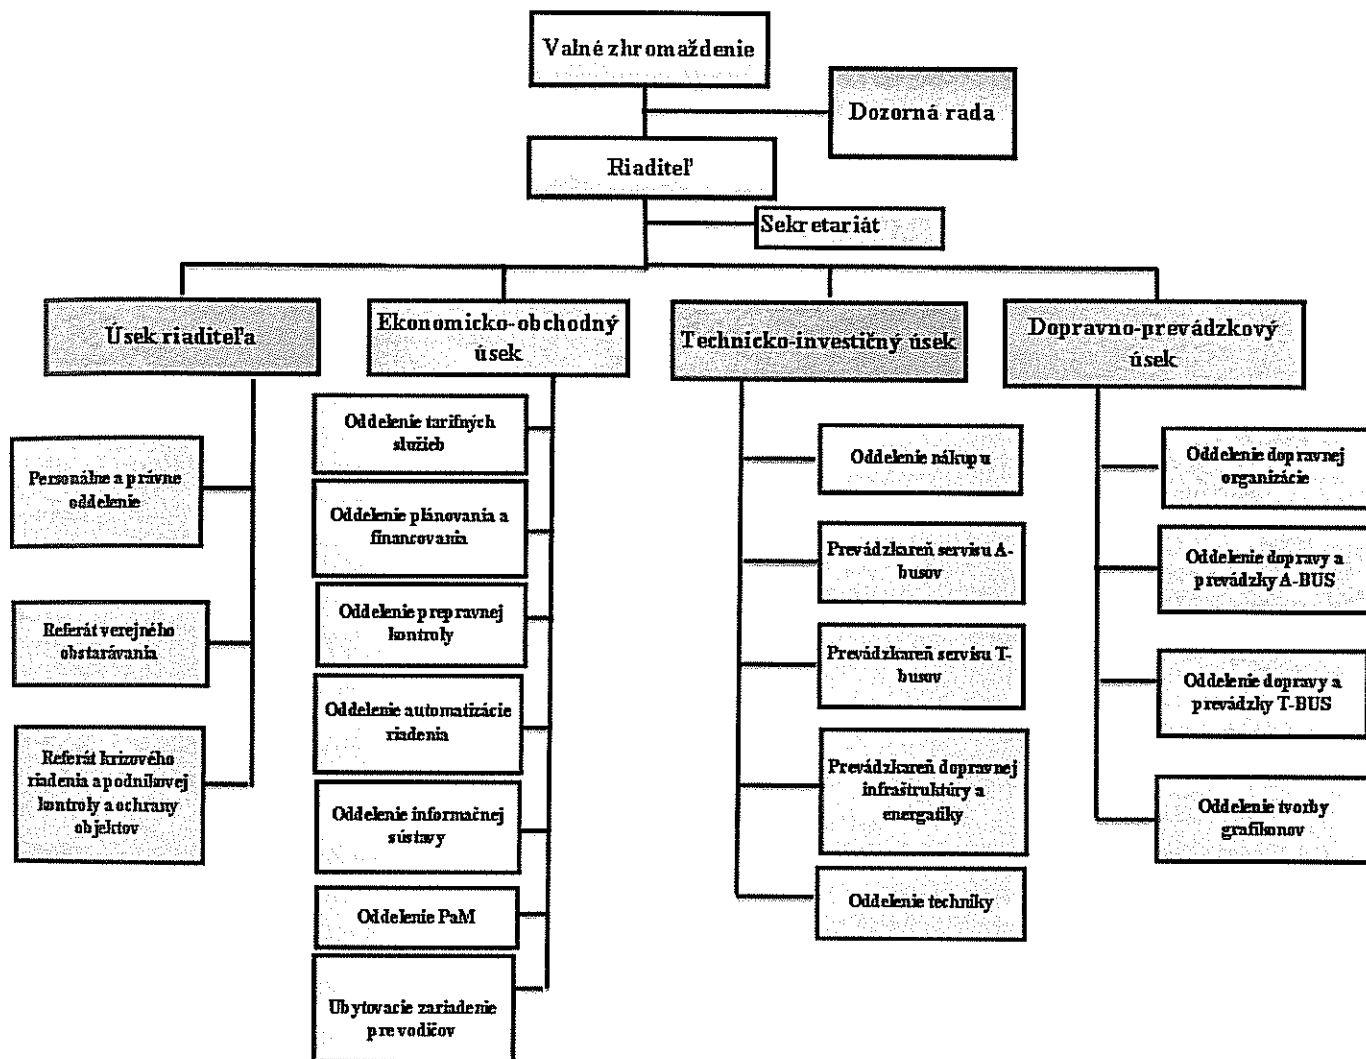 Valné zhromaždenie
Dozorná rada
Riaditeľ
Sekretariát
Úsek riaditeľa
Ekonomicko-obchodný
úsek
Technicko-investičný úsek
Dopravno-prevádzkový
úsek
Personálne a právne
oddelenie
Referát verejného
obstarávania
Referát krízového
riadenia a podnikovej
kontroly a ochrany
objektov
Oddelenie tarifných
služieb
Oddelenie plánovania a
financovania
Oddelenie prepravnej
kontroly
Oddelenie automatizácie
riadenia
Oddelenie informačnej
sústavy
Oddelenie PaM
Ubytovacie zariadenie
pre vodičov
Oddelenie nákupu
Prevádzkareň servisu A-
busov
Prevádzkareň servisu T-
busov
Prevádzkareň dopravnej
infraštruktúry a
energatiky
Oddelenie techniky
Oddelenie dopravnej
organizácie
Oddelenie dopravy a
prevádzky A-BUS
Oddelenie dopravy a
prevádzky T-BUS
Oddelenie tvorby
grafikonov